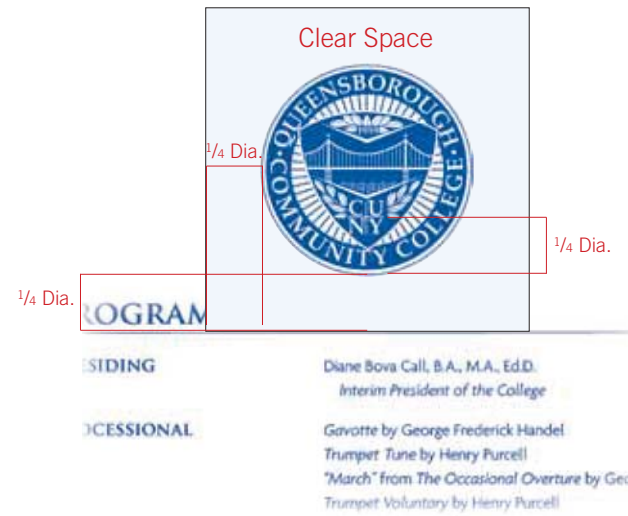 Clear Space
·QUEENSBOROUGH·
COMMUNITY COLLEGE
CU
NY
1/4 Dia.
1/4 Dia.
1/4 Dia.
ROGRAM
SIDING
Diane Bova Call, B.A., M.A., Ed.D.
Interim President of the College
OCESSIONAL
Gavotte by George Frederick Handel
Trumpet Tune by Henry Purcell
"March" from The Occasional Overture by Geo
Trumpet Voluntary by Henry Purcell